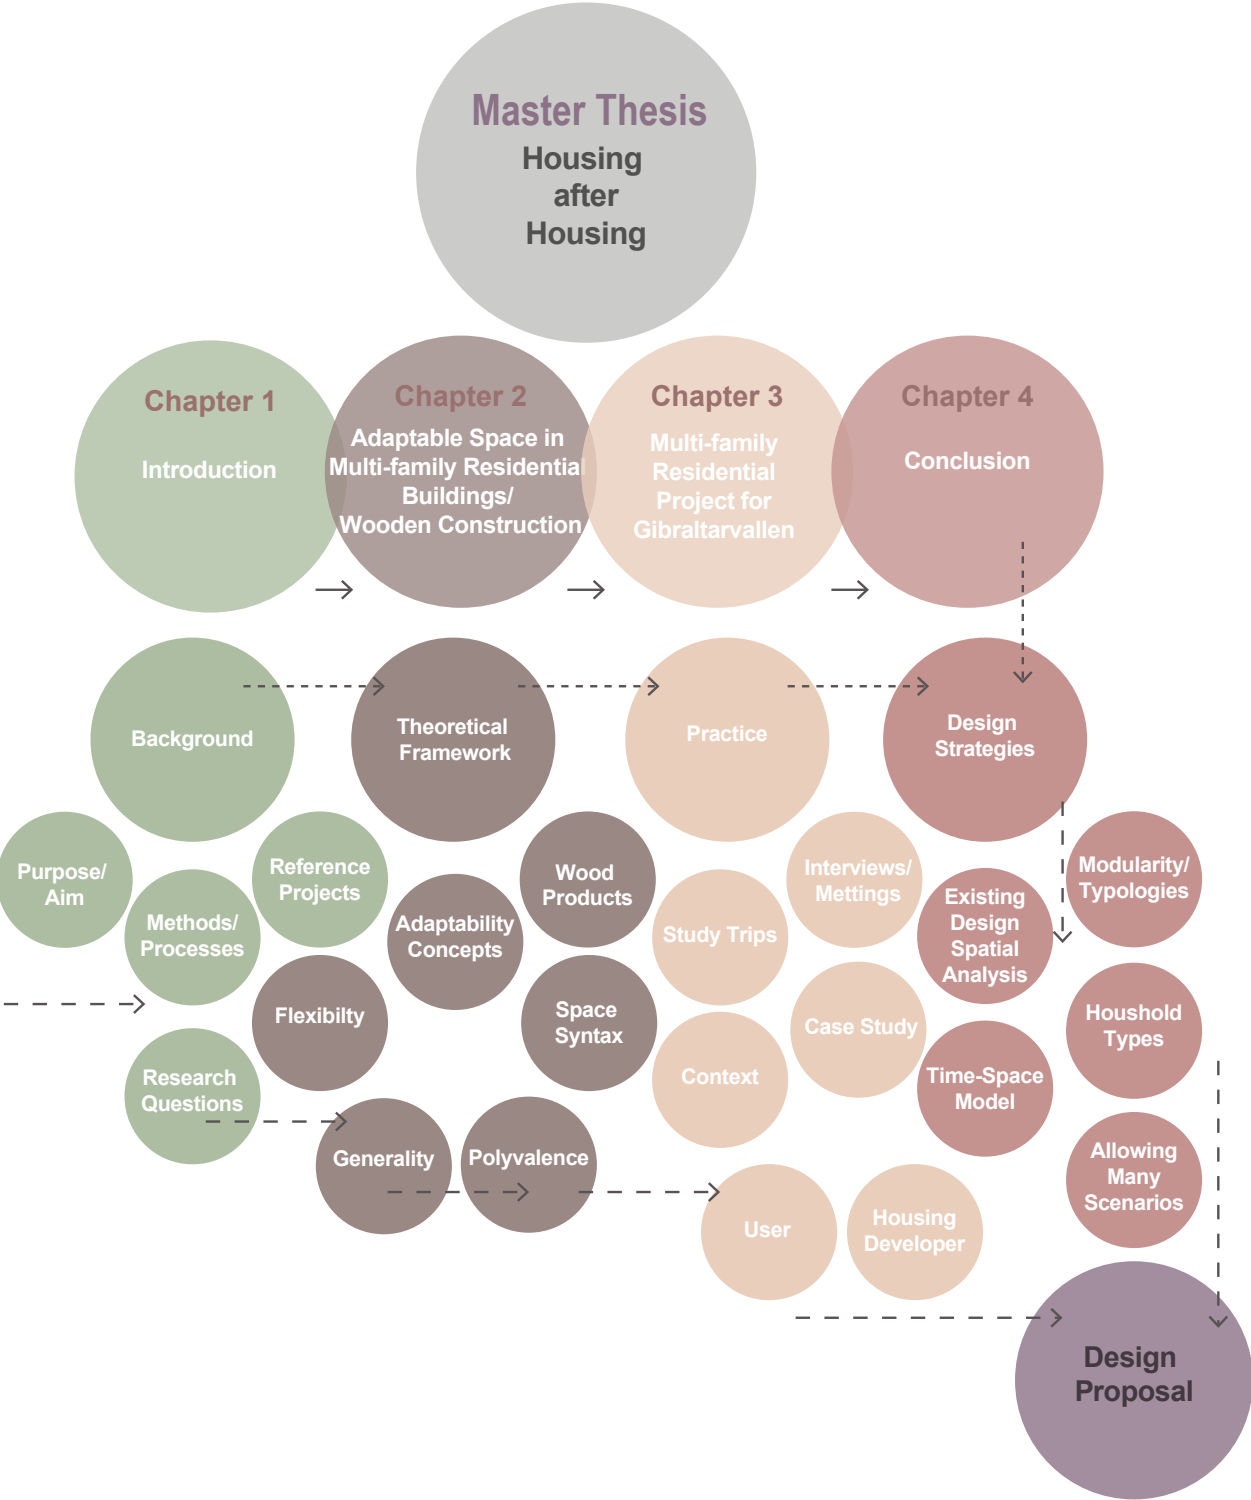 Master Thesis
Housing
after
Housing
Chapter 1
Introduction
Chapter 2
Adaptable Space in
Multi-family Residential
Buildings/
Wooden Construction
Chapter 3
Multi-family
Residential
Project for
Gibraltarvallen
Chapter 4
Conclusion
Background
Theoretical
Framework
Practice
Design
Strategies
Purpose/
Aim
Methods/
Processes
Reference
Projects
Research
Questions
Flexibilty
Adaptability
Concepts
Wood
Products
Space
Syntax
Generality
Polyvalence
Study Trips
Interviews/
Mettings
Context
Case Study
User
Housing
Developer
Existing
Design
Spatial
Analysis
Modularity/
Typologies
Time-Space
Model
Houshold
Types
Allowing
Many
Scenarios
Design
Proposal